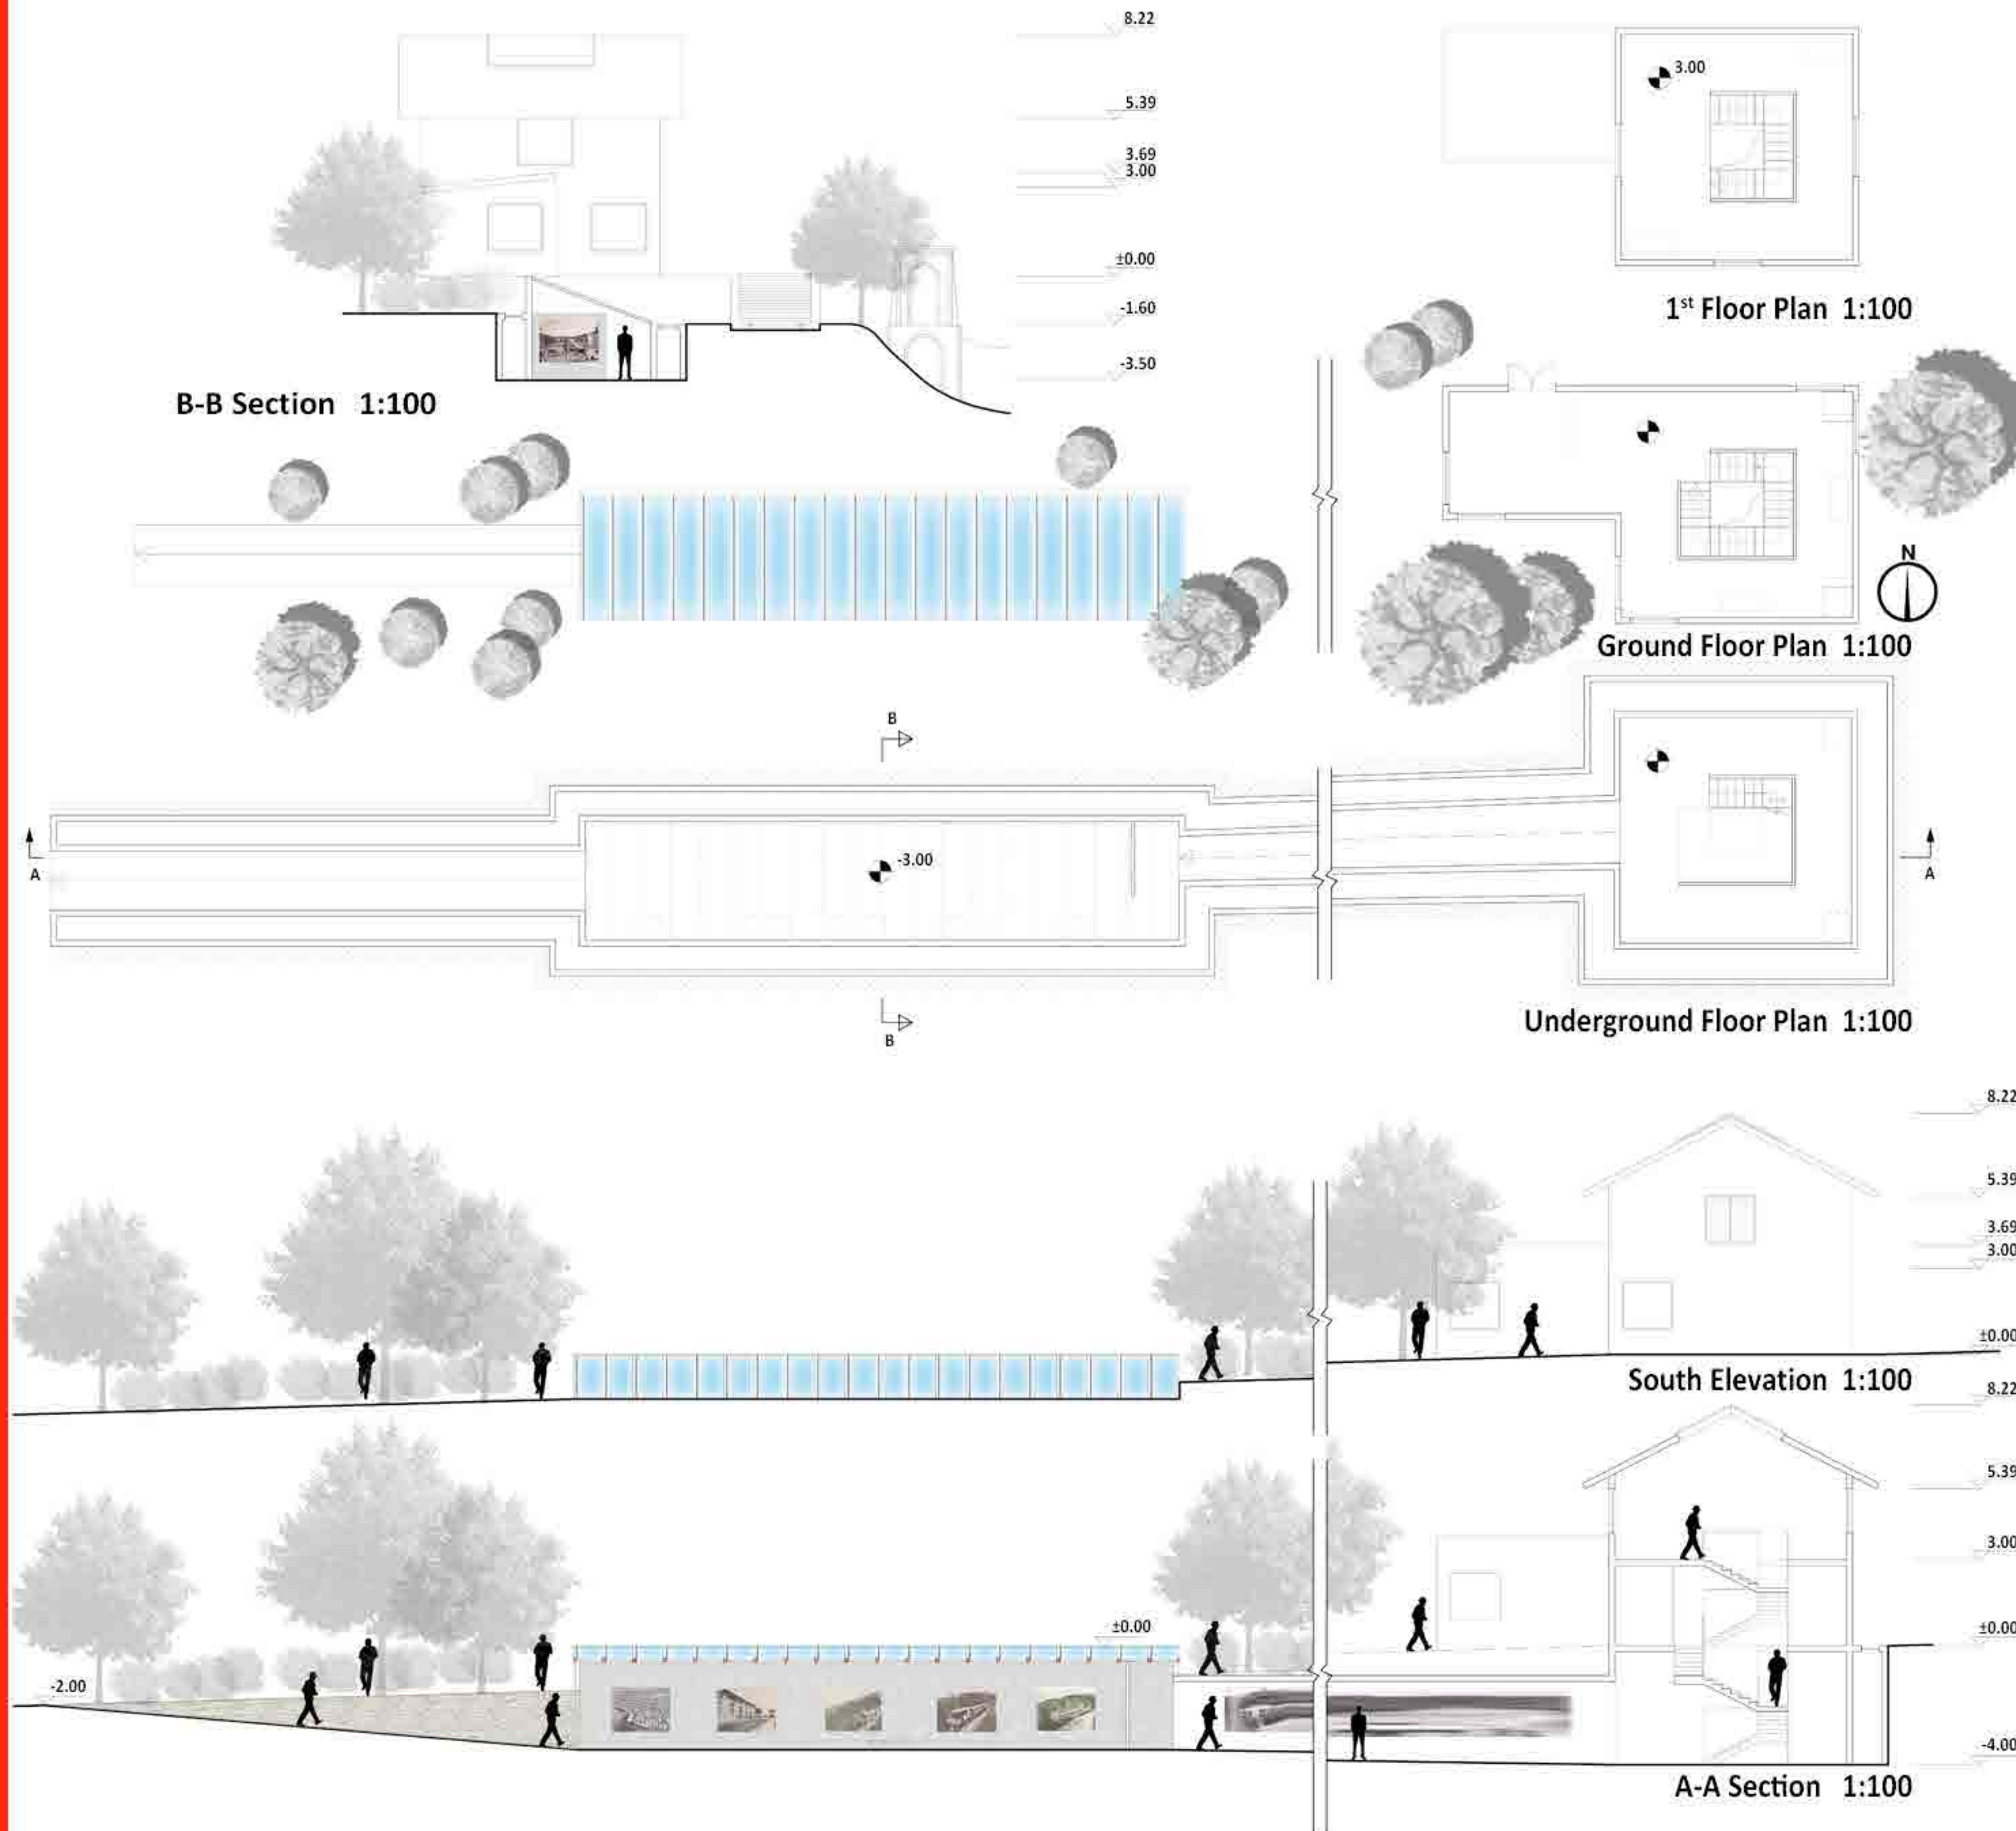 8.22
5.39
3.69
3.00
±0.00
-1.60
-3.50
B-B Section 1:100
3.00
1st Floor Plan 1:100
N
Ground Floor Plan 1:100
B
A
-3.00
A
B
Underground Floor Plan 1:100
8.22
5.39
3.69
3.00
±0.00
South Elevation 1:100
8.22
5.39
3.00
±0.00
±0.00
-2.00
-4.00
A-A Section 1:100